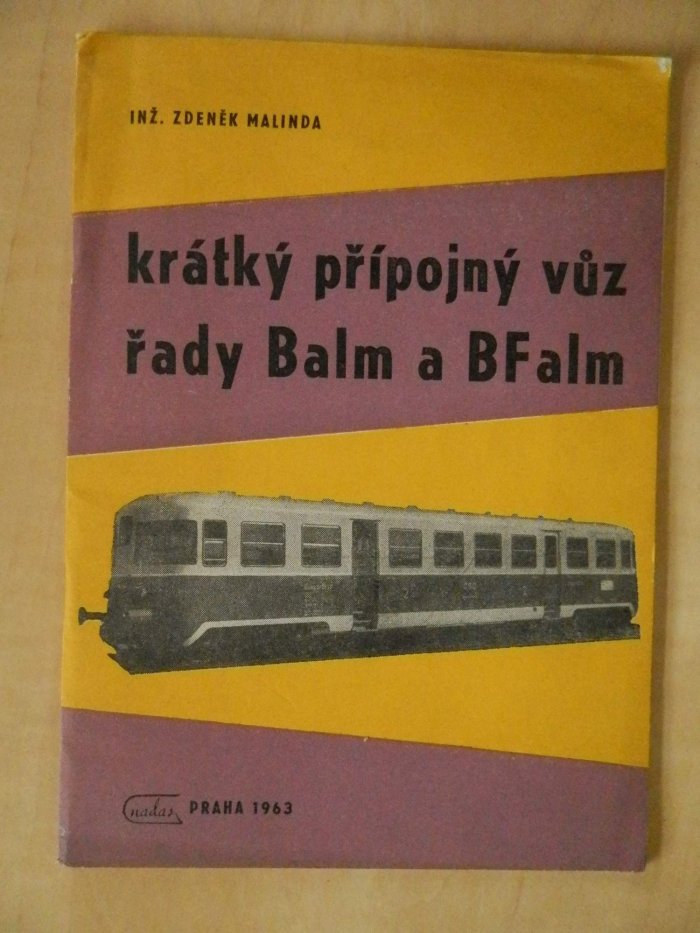 INŽ. ZDENĚK MALINDA
krátký přípojný vůz
řady Balm a BFalm
nadas PRAHA 1963